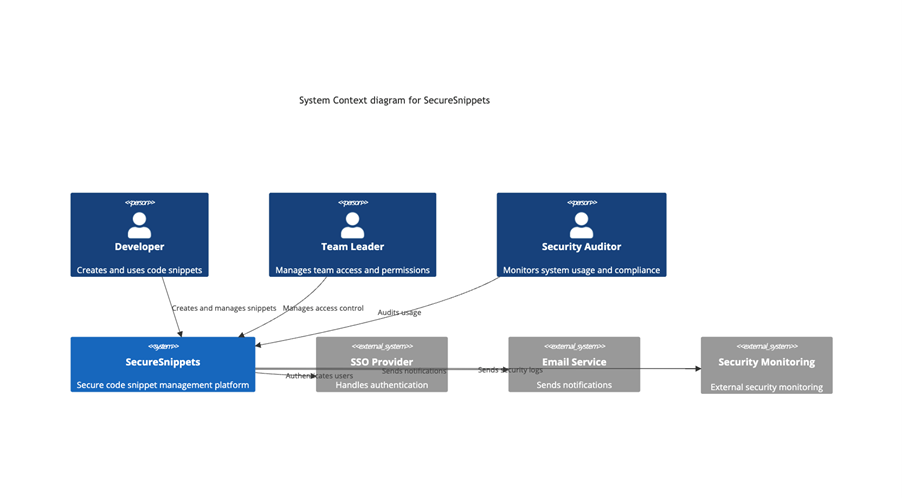 System Context diagram for SecureSnippets
<<person>>
Developer
Creates and uses code snippets
<<person>>
Team Leader
Manages team access and permissions
<<person>>
Security Auditor
Monitors system usage and compliance
Creates and manages snippets
Manages access control
Audits usage
<<system>>
SecureSnippets
Secure code snippet management platform
<<external_system>>
SSO Provider
Handles authentication
<<external_system>>
Email Service
Sends notifications
<<external_system>>
Security Monitoring
External security monitoring
Authenticates users
Sends notifications
Sends security logs